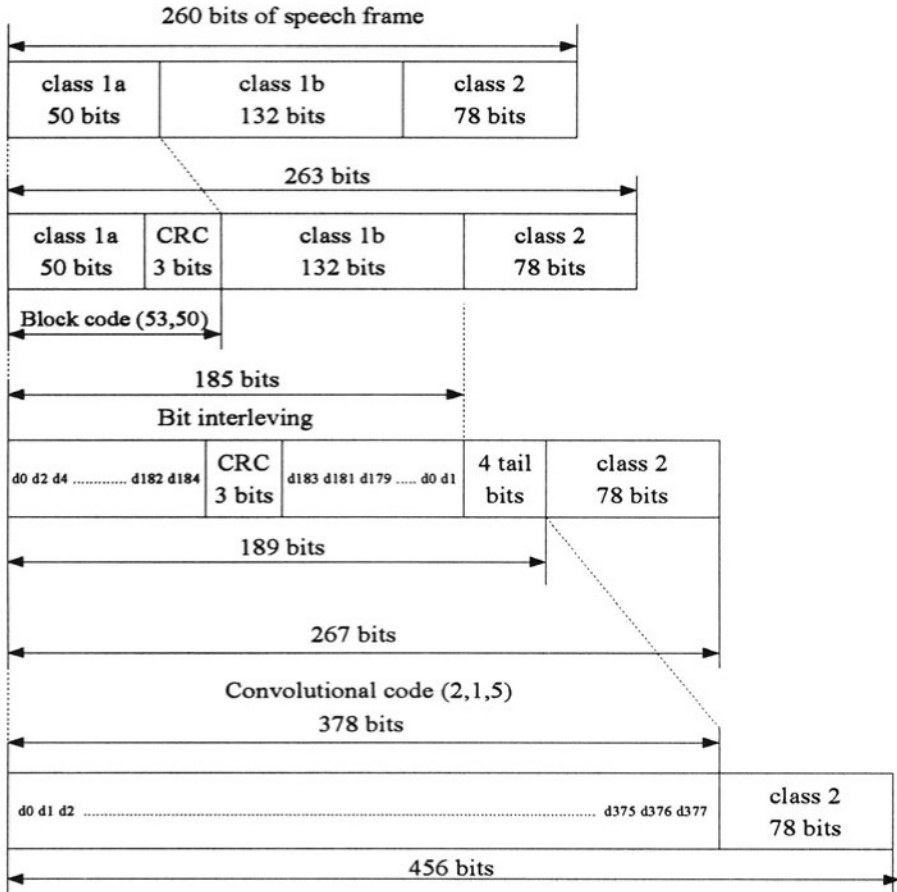 260 bits of speech frame
class 1a
50 bits
class 1b
132 bits
class 2
78 bits
263 bits
class 1a
50 bits
CRC
3 bits
class 1b
132 bits
class 2
78 bits
Block code (53,50)
185 bits
Bit interleving
d0 d2 d4 ............ d182 d184
CRC
3 bits
d183 d181 d179 ..... d0 d1
4 tail
bits
class 2
78 bits
189 bits
267 bits
Convolutional code (2,1,5)
378 bits
d0 d1 d2 ........................................................ d375 d376 d377
class 2
78 bits
456 bits